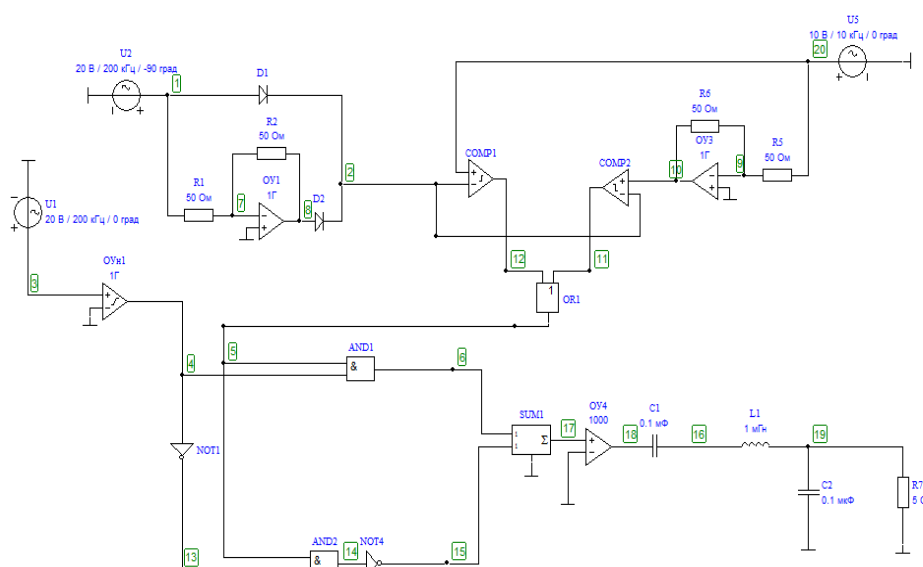 U5
10 В / 10 кГц / 0 град
20
U2
20 В / 200 кГц / -90 град
1
D1
R2
50 Ом
R6
50 Ом
COMP1
COMP2
ОУ3
1Г
R5
50 Ом
10
9
2
R1
50 Ом
ОУ1
1Г
D2
7
8
U1
20 В / 200 кГц / 0 град
3
ОУн1
1Г
12
11
1
OR1
5
4
AND1
&
6
SUM1
1
1
Σ
17
ОУ4
1000
18
C1
0.1 мФ
16
L1
1 мГн
19
NOT1
C2
0.1 мкФ
R7
AND2
&
14
NOT4
15
13